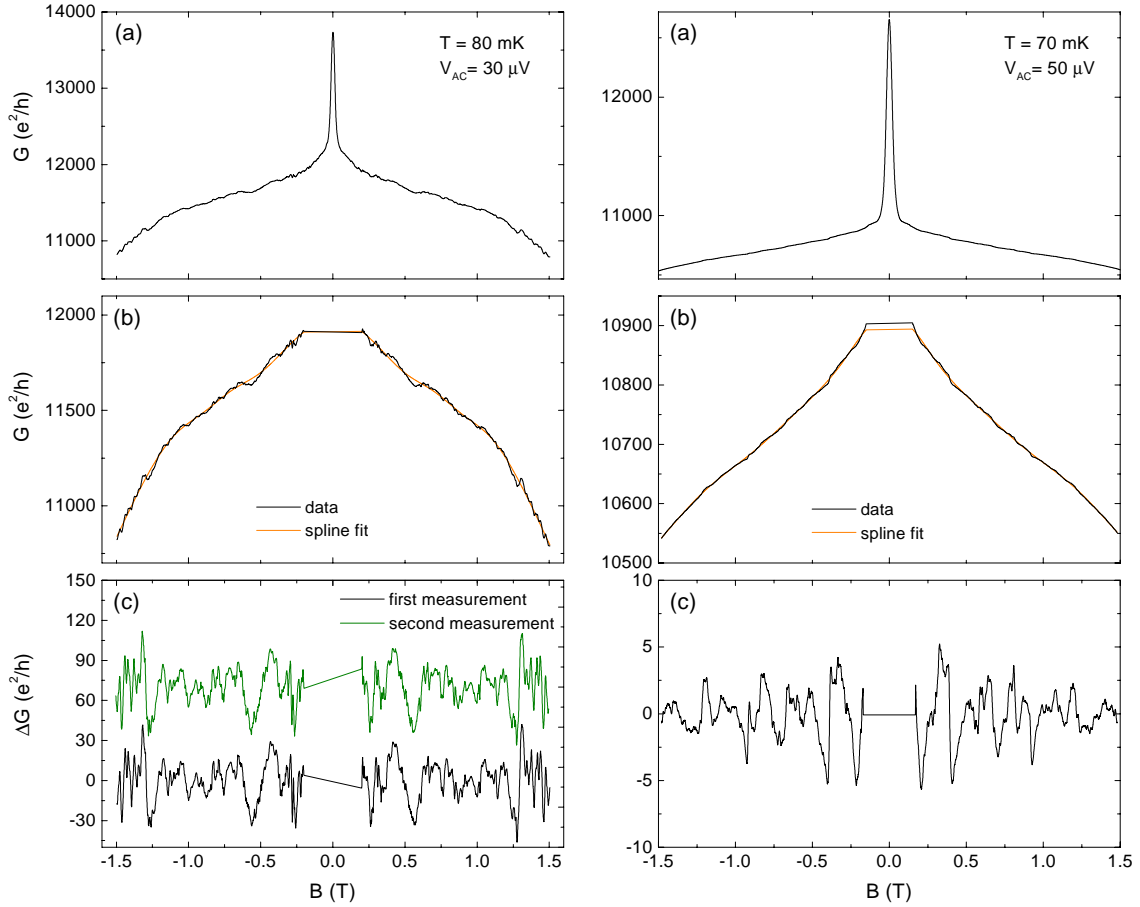 (a)
T = 80 mK
V_AC= 30 µV
G (e²/h)
14000
13000
12000
11000
(b)
G (e²/h)
12000
11500
11000
data
spline fit
(c)
first measurement
second measurement
ΔG (e²/h)
150
120
90
60
30
0
-30
-1.5 -1.0 -0.5 0.0 0.5 1.0 1.5
B (T)
(a)
T = 70 mK
V_AC= 50 µV
12000
11000
(b)
10900
10800
10700
10600
10500
data
spline fit
(c)
10
5
0
-5
-10
-1.5 -1.0 -0.5 0.0 0.5 1.0 1.5
B (T)